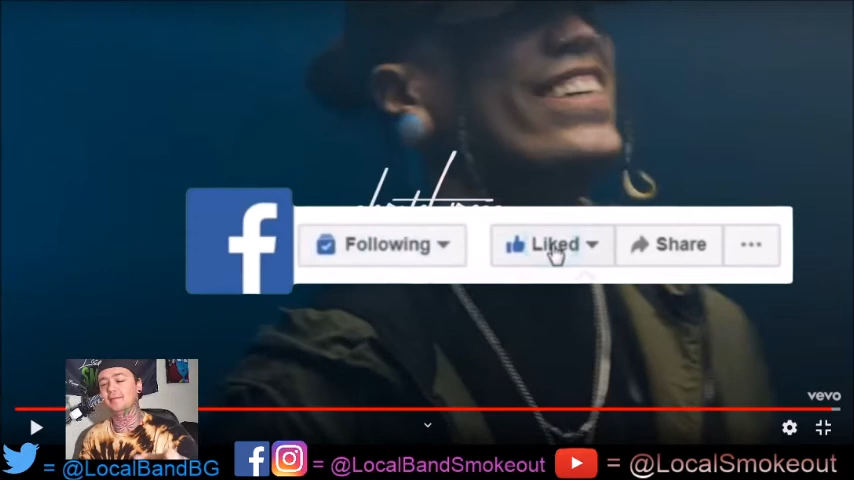 Following
Liked
Share
vevo
= @LocalBandBG
= @LocalBandSmokeout
= @LocalSmokeout